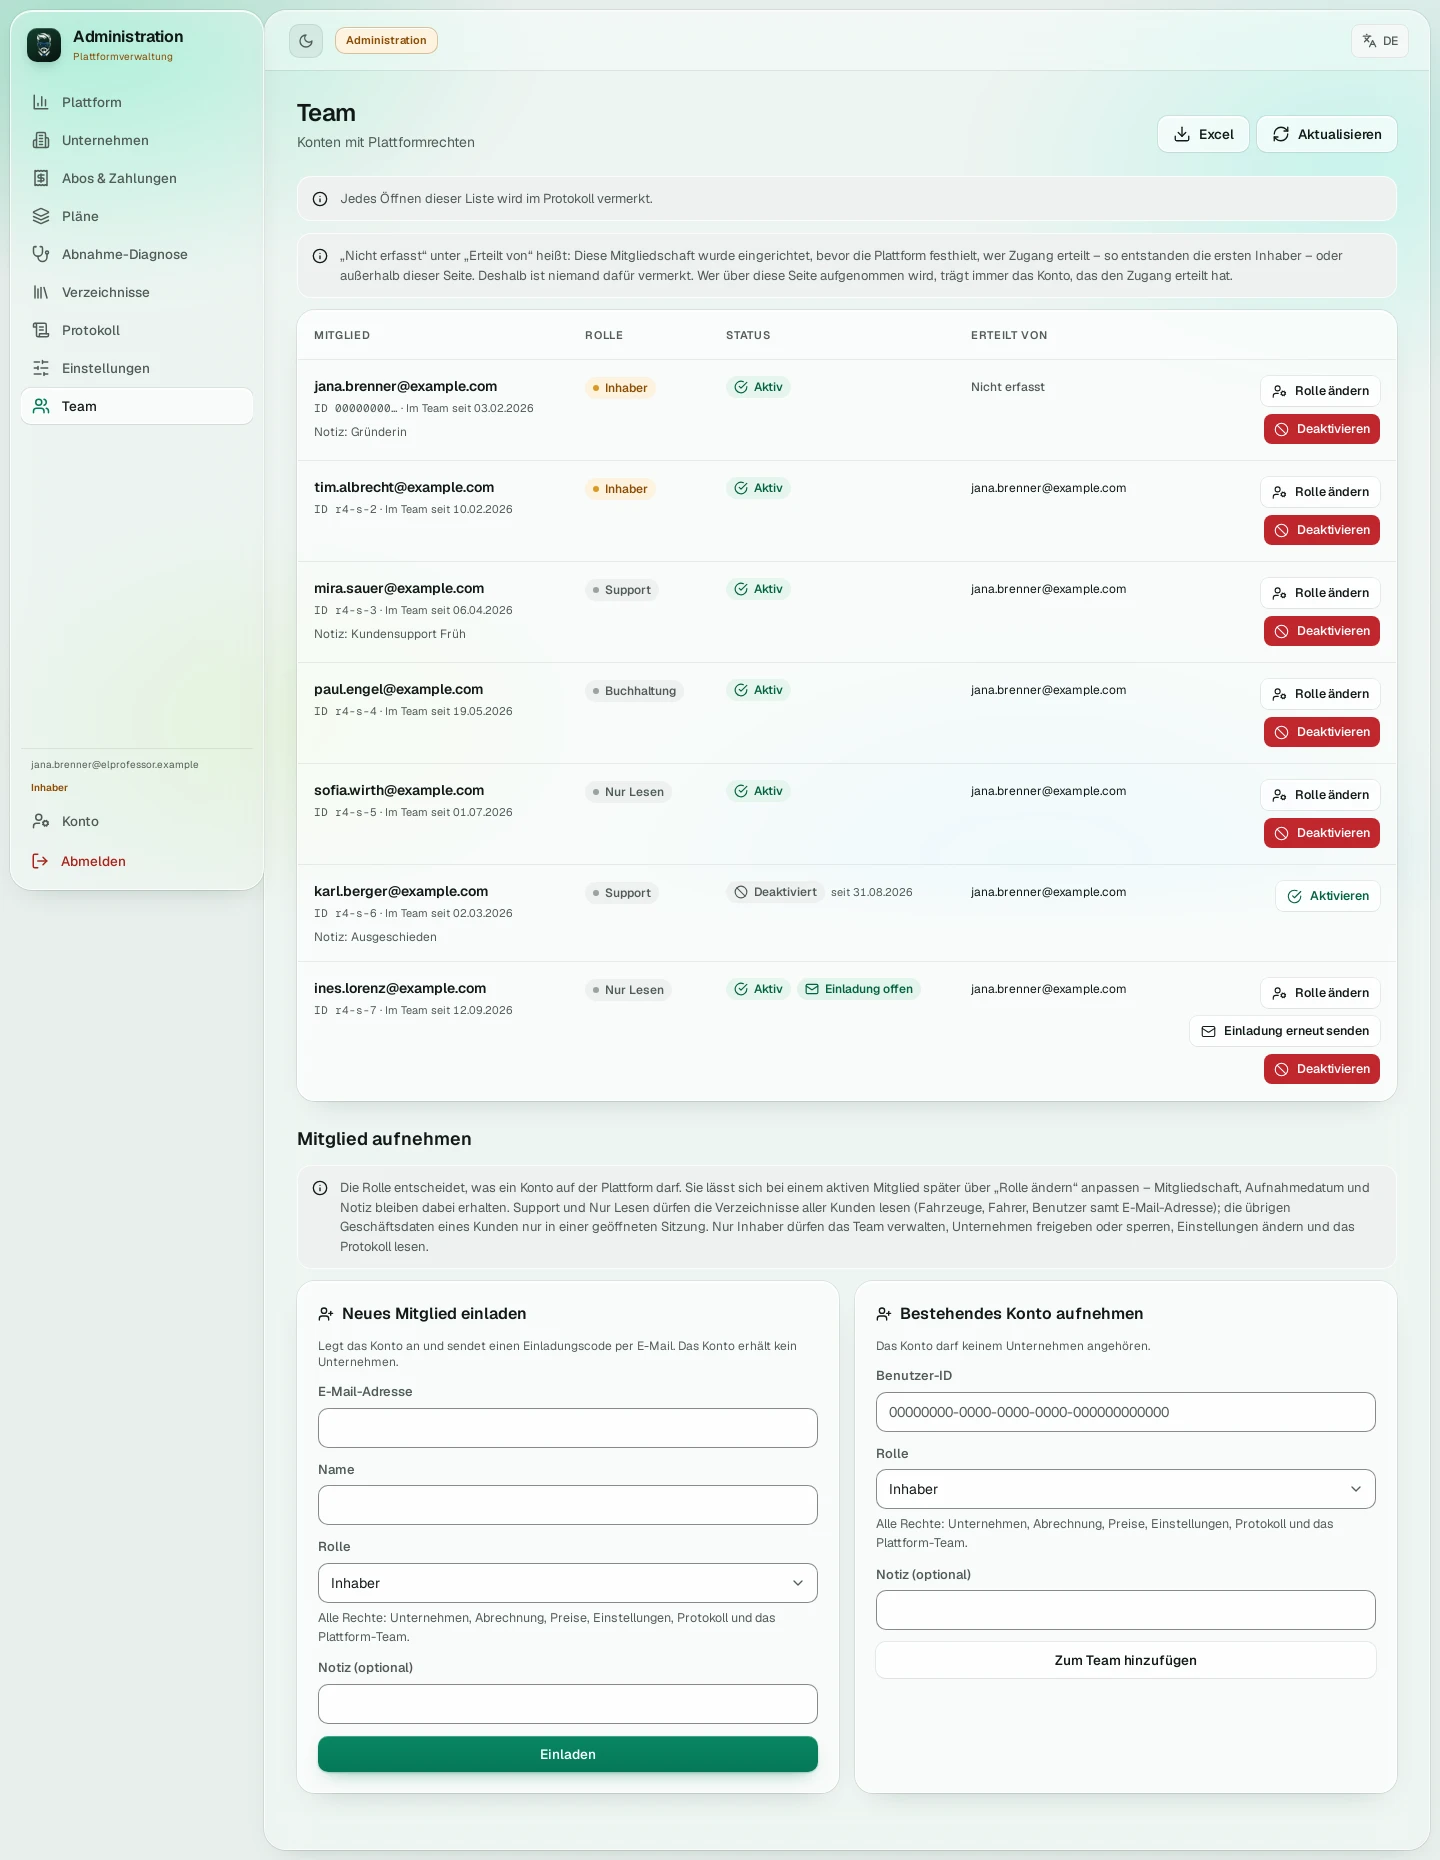 Administration
Plattformverwaltung
Plattform
Unternehmen
Abos & Zahlungen
Pläne
Abnahme-Diagnose
Verzeichnisse
Protokoll
Einstellungen
Team
jana.brenner@elprofessor.example
Inhaber
Konto
Abmelden
Administration
DE
Team
Konten mit Plattformrechten
Excel
Aktualisieren
Jedes Öffnen dieser Liste wird im Protokoll vermerkt.
„Nicht erfasst“ unter „Erteilt von“ heißt: Diese Mitgliedschaft wurde eingerichtet, bevor die Plattform festhielt, wer Zugang erteilt – so entstanden die ersten Inhaber – oder
außerhalb dieser Seite. Deshalb ist niemand dafür vermerkt. Wer über diese Seite aufgenommen wird, trägt immer das Konto, das den Zugang erteilt hat.
MITGLIED ROLLE STATUS ERTEILT VON
jana.brenner@example.com Inhaber Aktiv Nicht erfasst Rolle ändern
ID 00000000… · Im Team seit 03.02.2026
Notiz: Gründerin Deaktivieren
tim.albrecht@example.com Inhaber Aktiv jana.brenner@example.com Rolle ändern
ID r4-s-2 · Im Team seit 10.02.2026
Deaktivieren
mira.sauer@example.com Support Aktiv jana.brenner@example.com Rolle ändern
ID r4-s-3 · Im Team seit 06.04.2026
Notiz: Kundensupport Früh Deaktivieren
paul.engel@example.com Buchhaltung Aktiv jana.brenner@example.com Rolle ändern
ID r4-s-4 · Im Team seit 19.05.2026
Deaktivieren
sofia.wirth@example.com Nur Lesen Aktiv jana.brenner@example.com Rolle ändern
ID r4-s-5 · Im Team seit 01.07.2026
Deaktivieren
karl.berger@example.com Support Deaktiviert seit 31.08.2026 jana.brenner@example.com Aktivieren
ID r4-s-6 · Im Team seit 02.03.2026
Notiz: Ausgeschieden
ines.lorenz@example.com Nur Lesen Aktiv Einladung offen jana.brenner@example.com Rolle ändern
ID r4-s-7 · Im Team seit 12.09.2026
Einladung erneut senden
Deaktivieren
Mitglied aufnehmen
Die Rolle entscheidet, was ein Konto auf der Plattform darf. Sie lässt sich bei einem aktiven Mitglied später über „Rolle ändern“ anpassen – Mitgliedschaft, Aufnahmedatum und
Notiz bleiben dabei erhalten. Support und Nur Lesen dürfen die Verzeichnisse aller Kunden lesen (Fahrzeuge, Fahrer, Benutzer samt E-Mail-Adresse); die übrigen
Geschäftsdaten eines Kunden nur in einer geöffneten Sitzung. Nur Inhaber dürfen das Team verwalten, Unternehmen freigeben oder sperren, Einstellungen ändern und das
Protokoll lesen.
Neues Mitglied einladen
Legt das Konto an und sendet einen Einladungscode per E-Mail. Das Konto erhält kein
Unternehmen.
E-Mail-Adresse
Name
Rolle
Inhaber
Alle Rechte: Unternehmen, Abrechnung, Preise, Einstellungen, Protokoll und das
Plattform-Team.
Notiz (optional)
Einladen
Bestehendes Konto aufnehmen
Das Konto darf keinem Unternehmen angehören.
Benutzer-ID
00000000-0000-0000-0000-000000000000
Rolle
Inhaber
Alle Rechte: Unternehmen, Abrechnung, Preise, Einstellungen, Protokoll und das
Plattform-Team.
Notiz (optional)
Zum Team hinzufügen